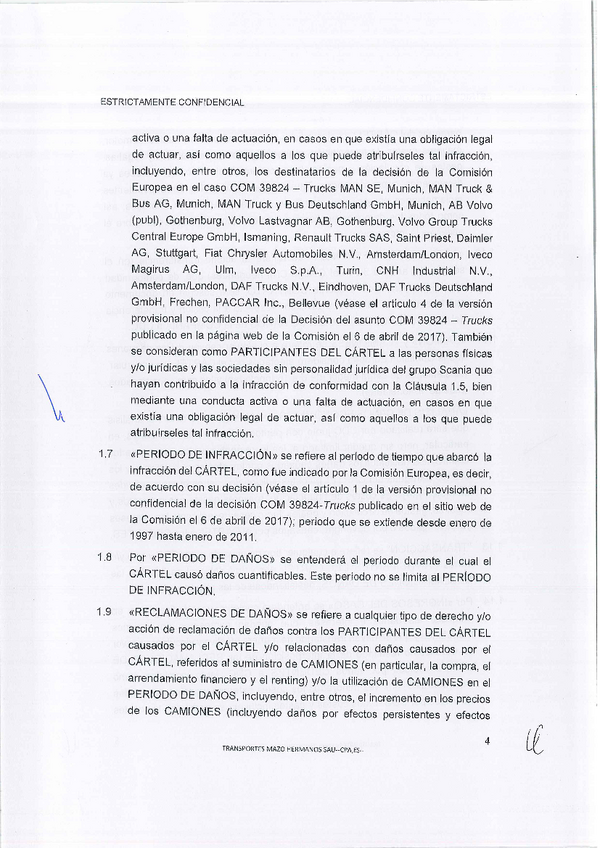 ESTRICTAMENTE CONFIDENCIAL
activa o una falta de actuación, en casos en que existía una obligación legal
de actuar, así como aquellos a los que puede atribuírseles tal infracción,
incluyendo, entre otros, los destinatarios de la decisión de la Comisión
Europea en el caso COM 39824 – Trucks MAN SE, Munich, MAN Truck &
Bus AG, Munich, MAN Truck y Bus Deutschland GmbH, Munich, AB Volvo
(publ), Gothenburg, Volvo Lastvagnar AB, Gothenburg. Volvo Group Trucks
Central Europe GmbH, Ismaning, Renault Trucks SAS, Saint Priest, Daimler
AG, Stuttgart, Fiat Chrysler Automobiles N.V., Amsterdam/London, Iveco
Magirus AG, Ulm, Iveco S.p.A., Turin, CNH Industrial N.V.,
Amsterdam/London, DAF Trucks N.V., Eindhoven, DAF Trucks Deutschland
GmbH, Frechen, PACCAR Inc., Bellevue (véase el artículo 4 de la versión
provisional no confidencial de la Decisión del asunto COM 39824 – Trucks
publicado en la página web de la Comisión el 6 de abril de 2017). También
se consideran como PARTICIPANTES DEL CÁRTEL a las personas físicas
y/o jurídicas y las sociedades sin personalidad jurídica del grupo Scania que
hayan contribuido a la infracción de conformidad con la Cláusula 1.5, bien
mediante una conducta activa o una falta de actuación, en casos en que
existía una obligación legal de actuar, así como aquellos a los que puede
atribuírseles tal infracción.
1.7 «PERIODO DE INFRACCIÓN» se refiere al período de tiempo que abarcó la
infracción del CÁRTEL, como fue indicado por la Comisión Europea, es decir,
de acuerdo con su decisión (véase el artículo 1 de la versión provisional no
confidencial de la decisión COM 39824-Trucks publicado en el sitio web de
la Comisión el 6 de abril de 2017); periodo que se extiende desde enero de
1997 hasta enero de 2011.
1.8 Por «PERIODO DE DAÑOS» se entenderá el periodo durante el cual el
CÁRTEL causó daños cuantificables. Este periodo no se limita al PERÍODO
DE INFRACCIÓN.
1.9 «RECLAMACIONES DE DAÑOS» se refiere a cualquier tipo de derecho y/o
acción de reclamación de daños contra los PARTICIPANTES DEL CÁRTEL
causados por el CÁRTEL y/o relacionadas con daños causados por el
CÁRTEL, referidos al suministro de CAMIONES (en particular, la compra, el
arrendamiento financiero y el renting) y/o la utilización de CAMIONES en el
PERIODO DE DAÑOS, incluyendo, entre otros, el incremento en los precios
de los CAMIONES (incluyendo daños por efectos persistentes y efectos
4
TRANSPORTES MAZO HERMANOS SAU--CPA,ES--